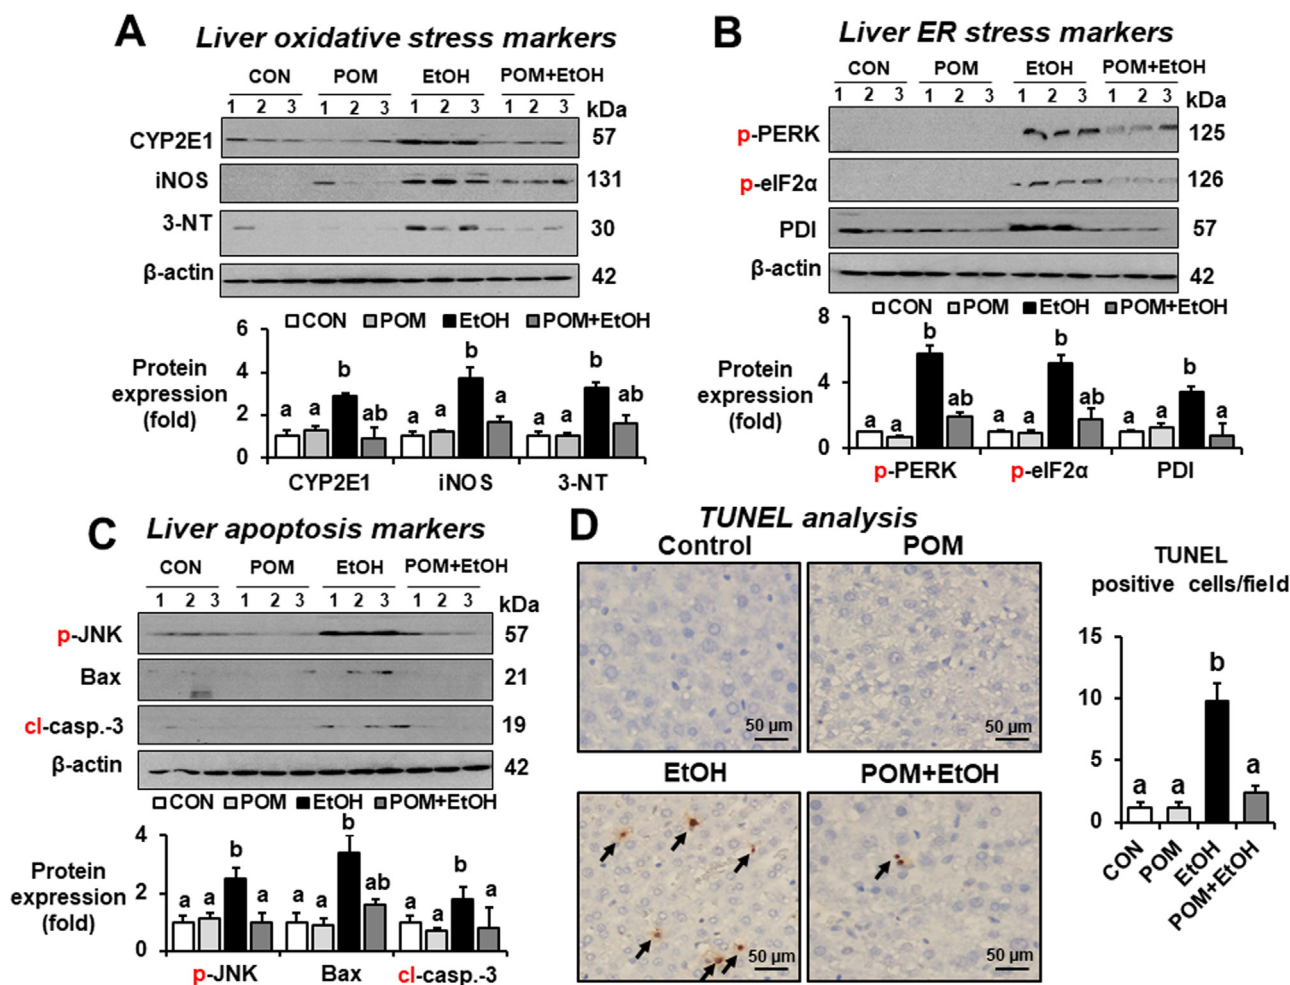 A Liver oxidative stress markers
CON POM EtOH POM+EtOH
1 2 3 1 2 3 1 2 3 1 2 3 kDa
CYP2E1 57
iNOS 131
3-NT 30
β-actin 42
CON POM EtOH POM+EtOH
Protein expression (fold)
6
4
2
0
a a b ab
a a b a
a a b ab
CYP2E1 iNOS 3-NT
B Liver ER stress markers
CON POM EtOH POM+EtOH
1 2 3 1 2 3 1 2 3 1 2 3 kDa
p-PERK 125
p-eIF2α 126
PDI 57
β-actin 42
CON POM EtOH POM+EtOH
Protein expression (fold)
8
4
0
a a b ab
a a b ab
a a b a
p-PERK p-eIF2α PDI
C Liver apoptosis markers
CON POM EtOH POM+EtOH
1 2 3 1 2 3 1 2 3 1 2 3 kDa
p-JNK 57
Bax 21
cl-casp.-3 19
β-actin 42
CON POM EtOH POM+EtOH
Protein expression (fold)
4
2
0
a a b a
a a b ab
a a b a
p-JNK Bax cl-casp.-3
D TUNEL analysis
Control POM
50 µm 50 µm
EtOH POM+EtOH
50 µm 50 µm
TUNEL
positive cells/field
15
10
5
0
a a b a
CON POM EtOH POM+EtOH